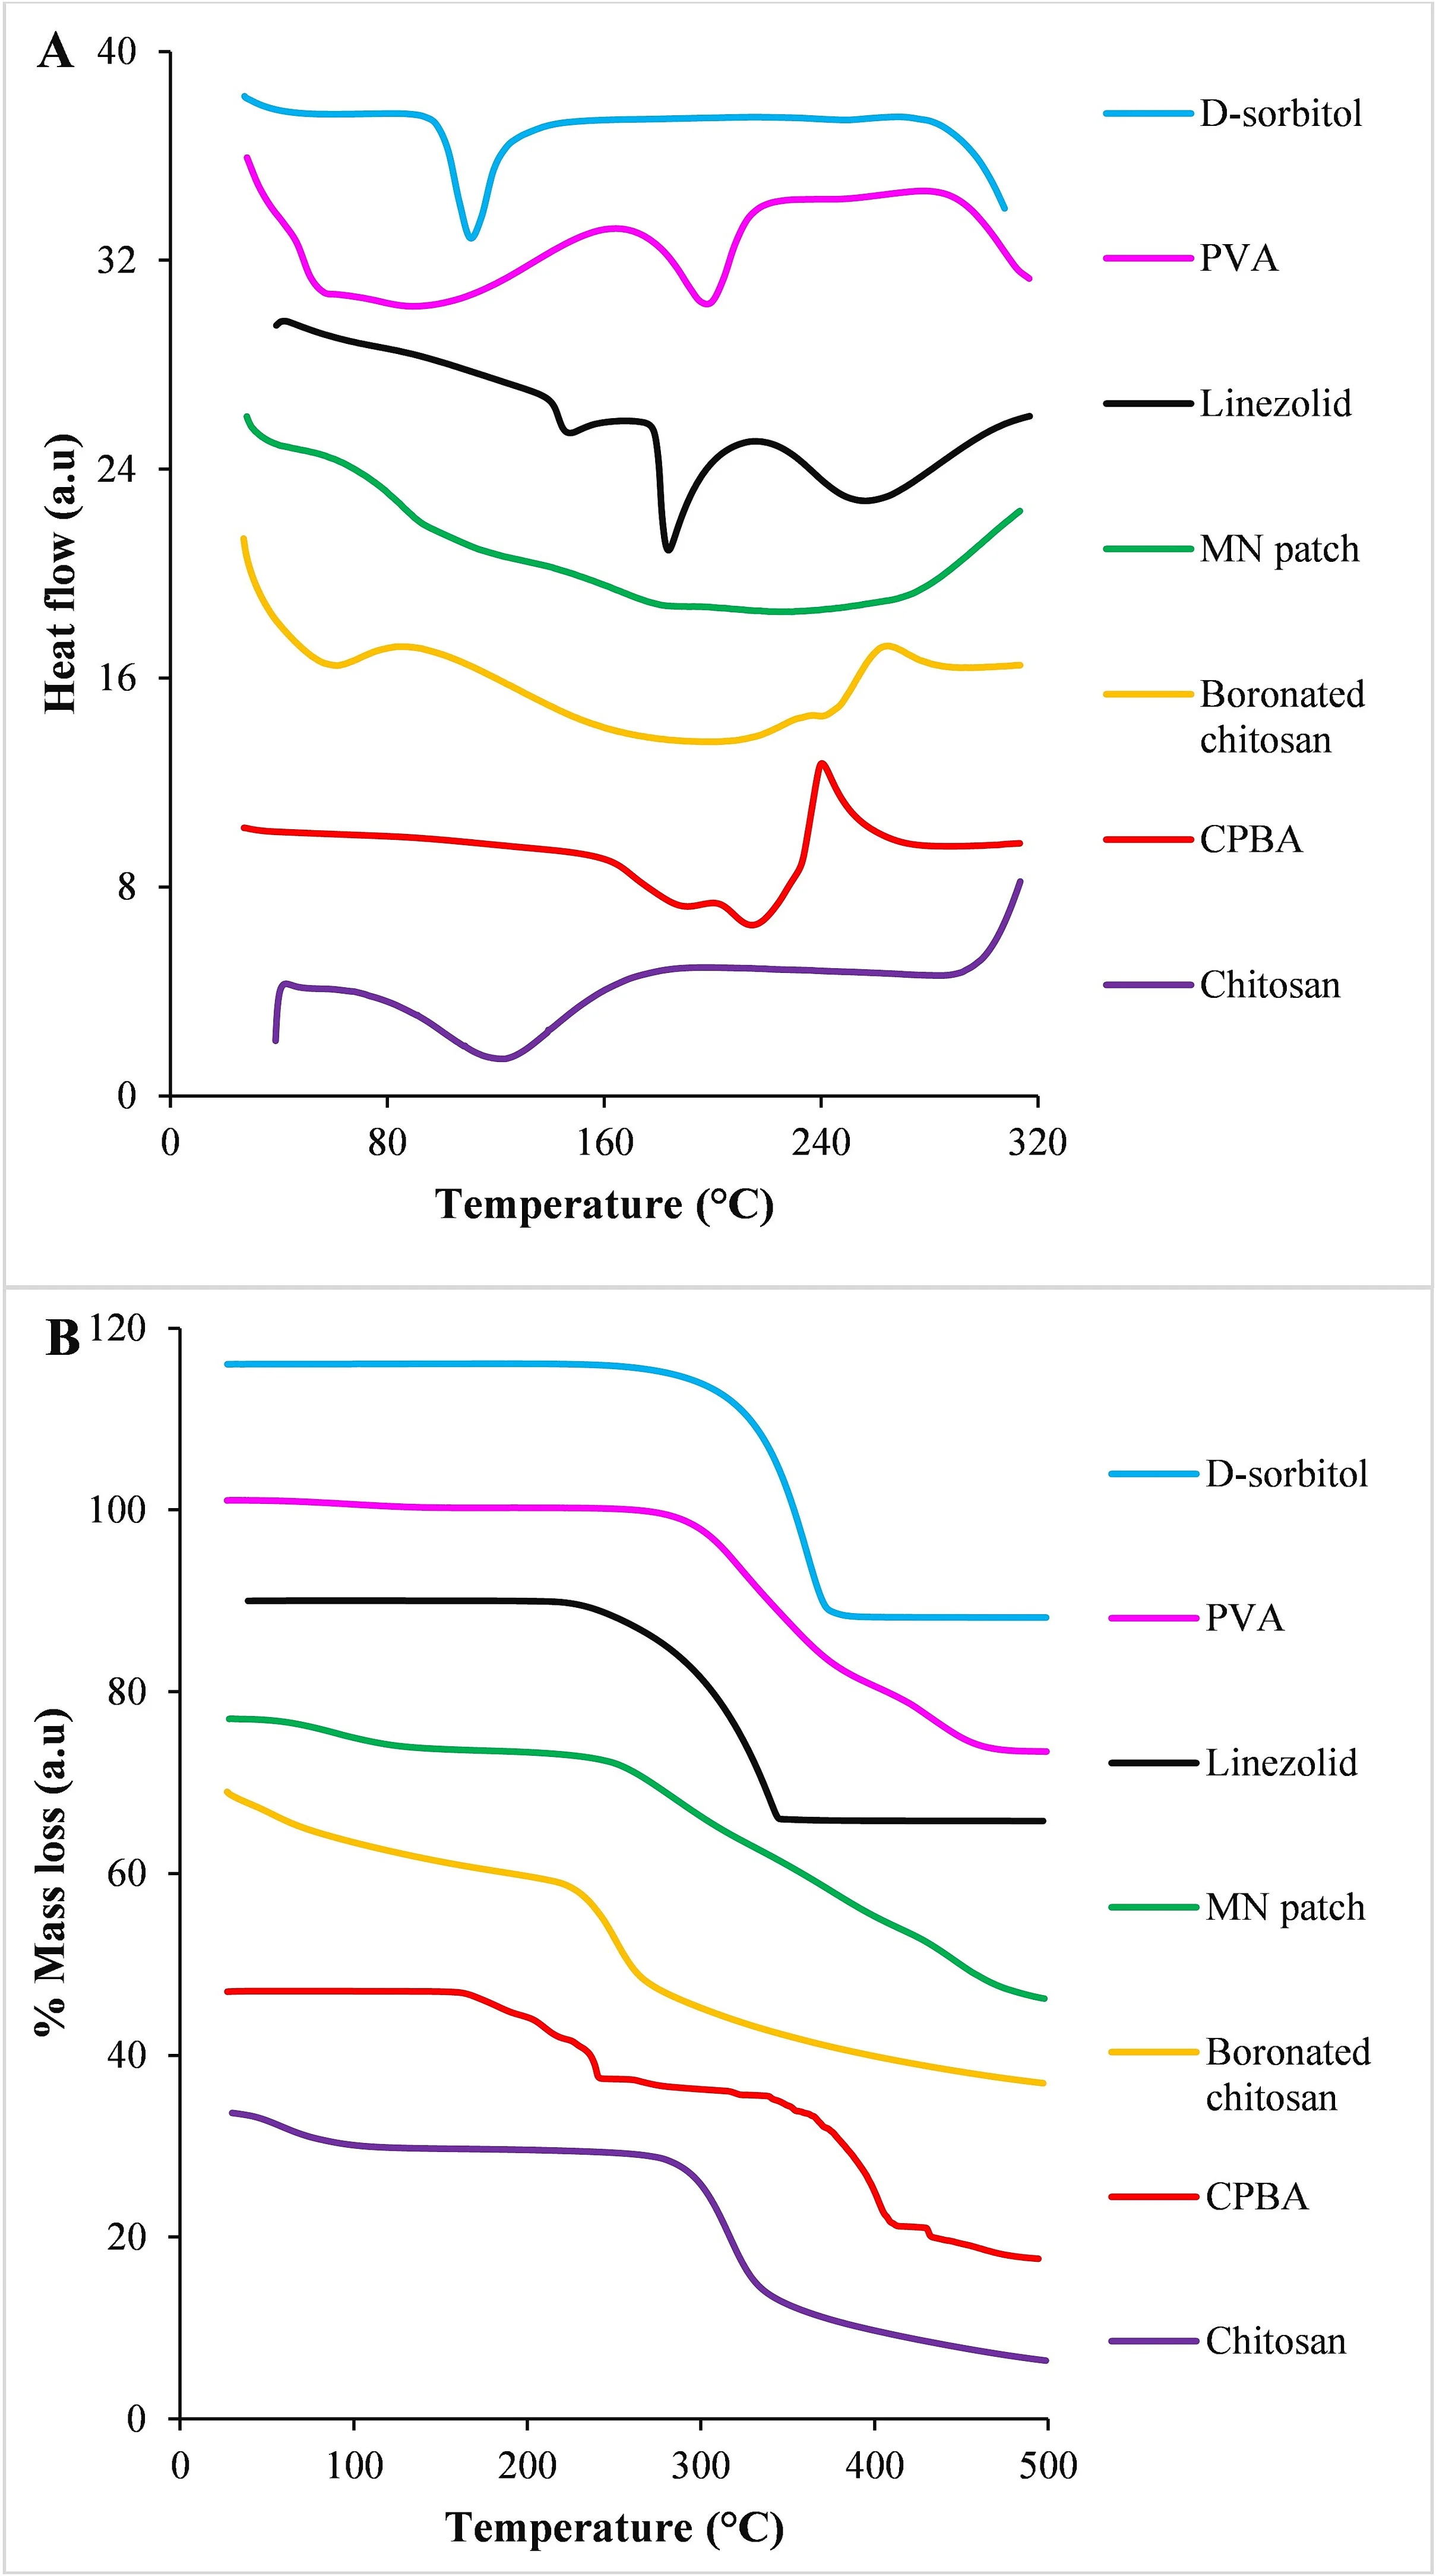 A
40
32
24
16
8
0
Heat flow (a.u)
0 80 160 240 320
Temperature (°C)
D-sorbitol
PVA
Linezolid
MN patch
Boronated
chitosan
CPBA
Chitosan
B
120
100
80
60
40
20
0
% Mass loss (a.u)
0 100 200 300 400 500
Temperature (°C)
D-sorbitol
PVA
Linezolid
MN patch
Boronated
chitosan
CPBA
Chitosan